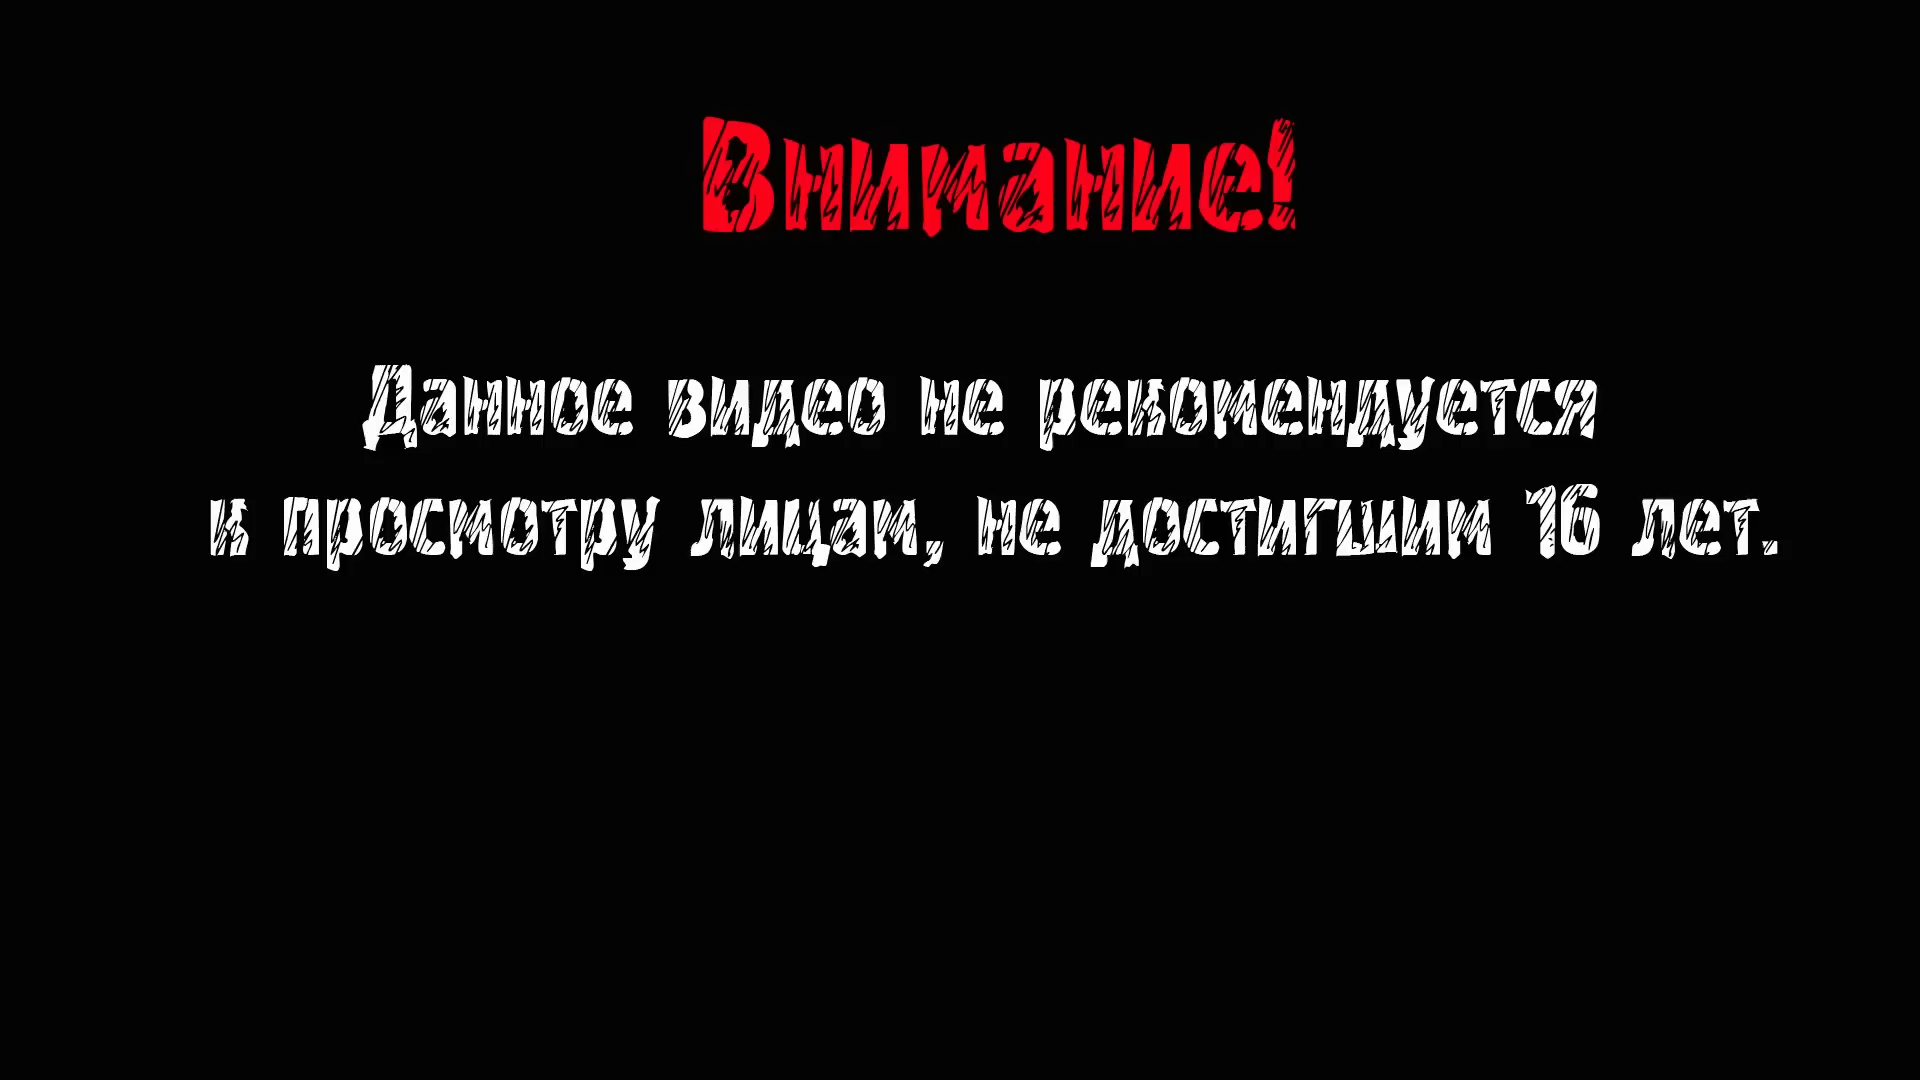 Внимание!
Данное видео не рекомендуется
к просмотру лицам, не достигшим 16 лет.